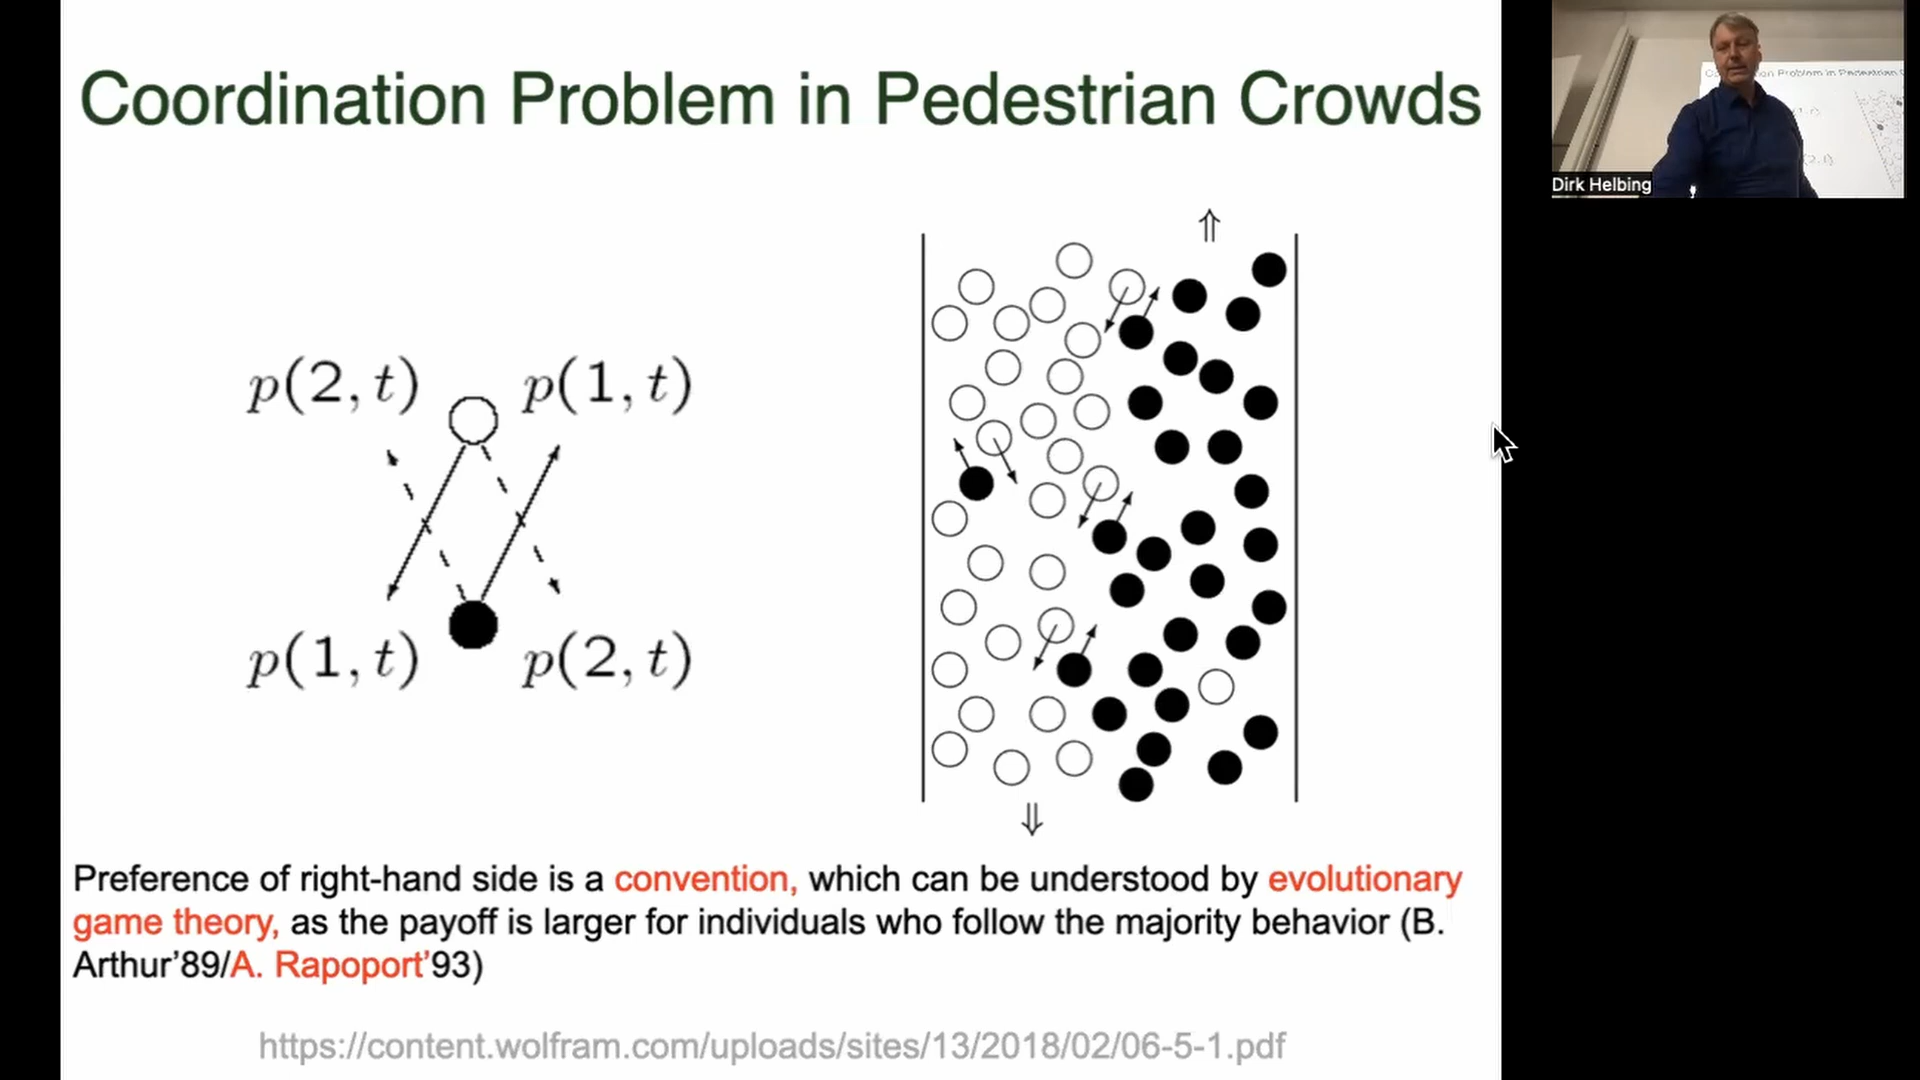 Coordination Problem in Pedestrian Crowds
Dirk Helbing
⇑
p(2, t) p(1, t)
p(1, t) p(2, t)
⇓
Preference of right-hand side is a convention, which can be understood by evolutionary
game theory, as the payoff is larger for individuals who follow the majority behavior (B.
Arthur’89/A. Rapoport’93)
https://content.wolfram.com/uploads/sites/13/2018/02/06-5-1.pdf